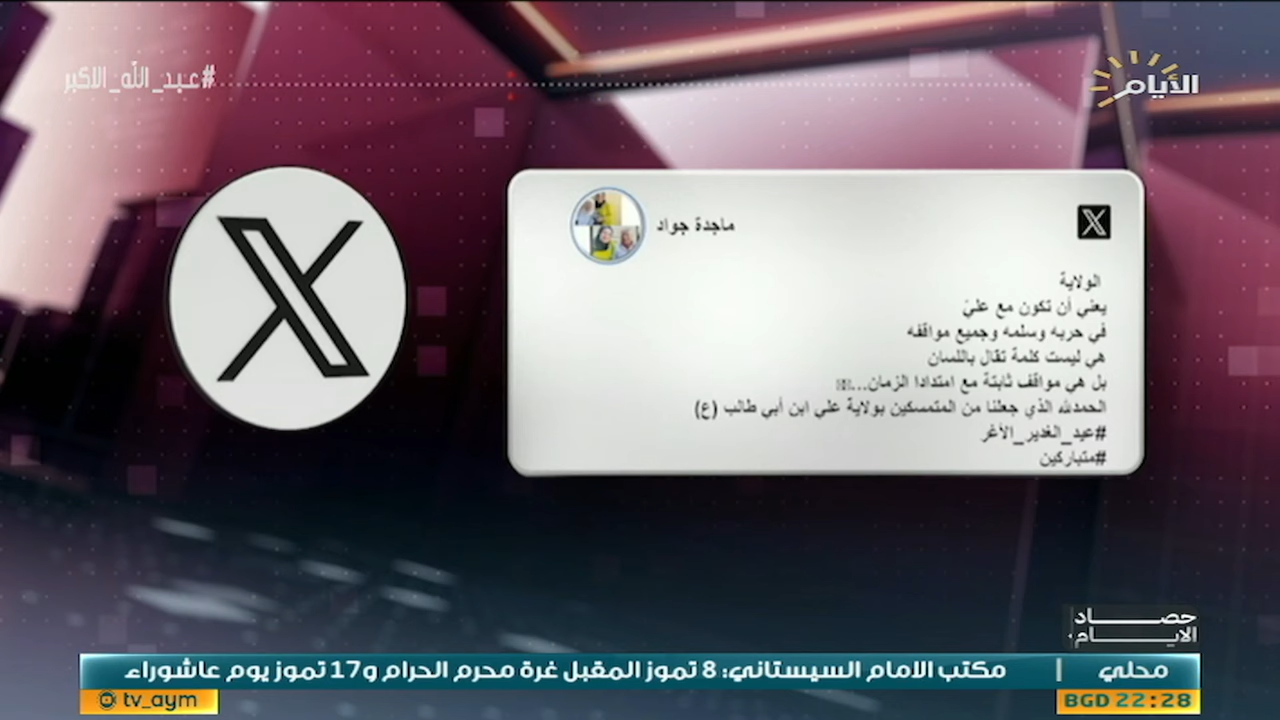 #عيد_الله_الاكبر
الأيام
ماجدة جواد
الولاية
يعني أن تكون مع عليّ
في حربه وسلمه وجميع مواقفه
هي ليست كلمة تقال باللسان
بل هي مواقف ثابتة مع امتدادا الزمان...
الحمدلله الذي جعلنا من المتمسكين بولاية علي ابن أبي طالب (ع)
#عيد_الغدير_الأغر
#متباركين
حصاد
الايام
محلي | مكتب الامام السيستاني: 8 تموز المقبل غرة محرم الحرام و17 تموز يوم عاشوراء
tv_aym
BGD 22:28